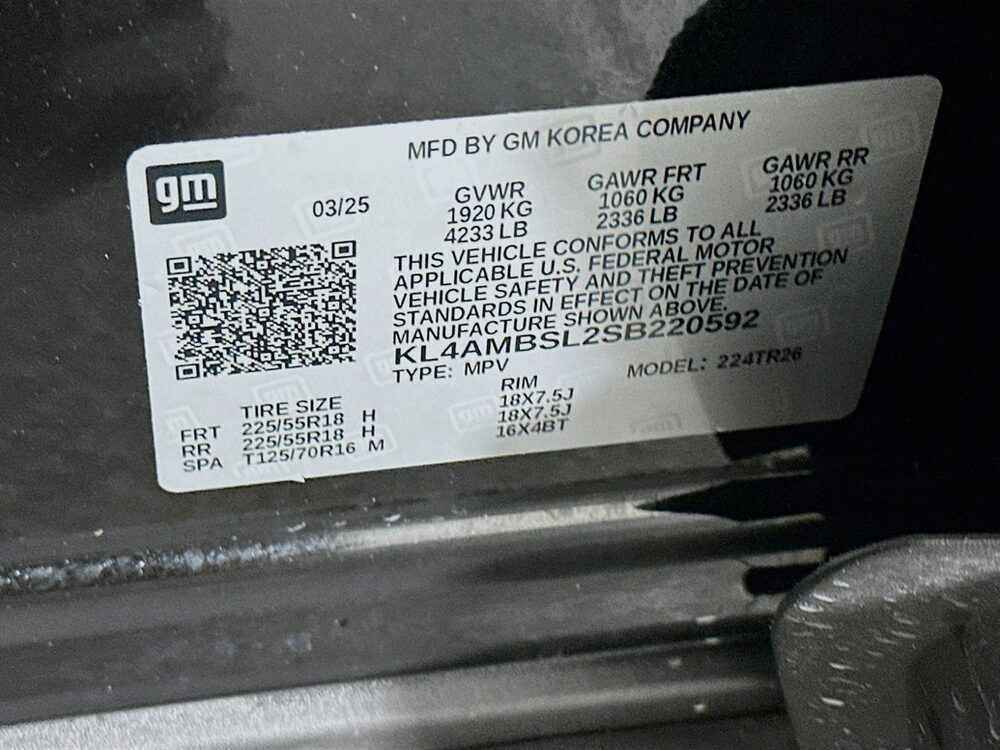 MFD BY GM KOREA COMPANY
gm
03/25
GVWR
1920 KG
4233 LB
GAWR FRT
1060 KG
2336 LB
GAWR RR
1060 KG
2336 LB
THIS VEHICLE CONFORMS TO ALL
APPLICABLE U.S. FEDERAL MOTOR
VEHICLE SAFETY AND THEFT PREVENTION
STANDARDS IN EFFECT ON THE DATE OF
MANUFACTURE SHOWN ABOVE.
KL4AMBSL2SB220592
TYPE: MPV MODEL: 224TR26
TIRE SIZE RIM
FRT 225/55R18 H 18X7.5J
RR 225/55R18 H 18X7.5J
SPA T125/70R16 M 16X4BT